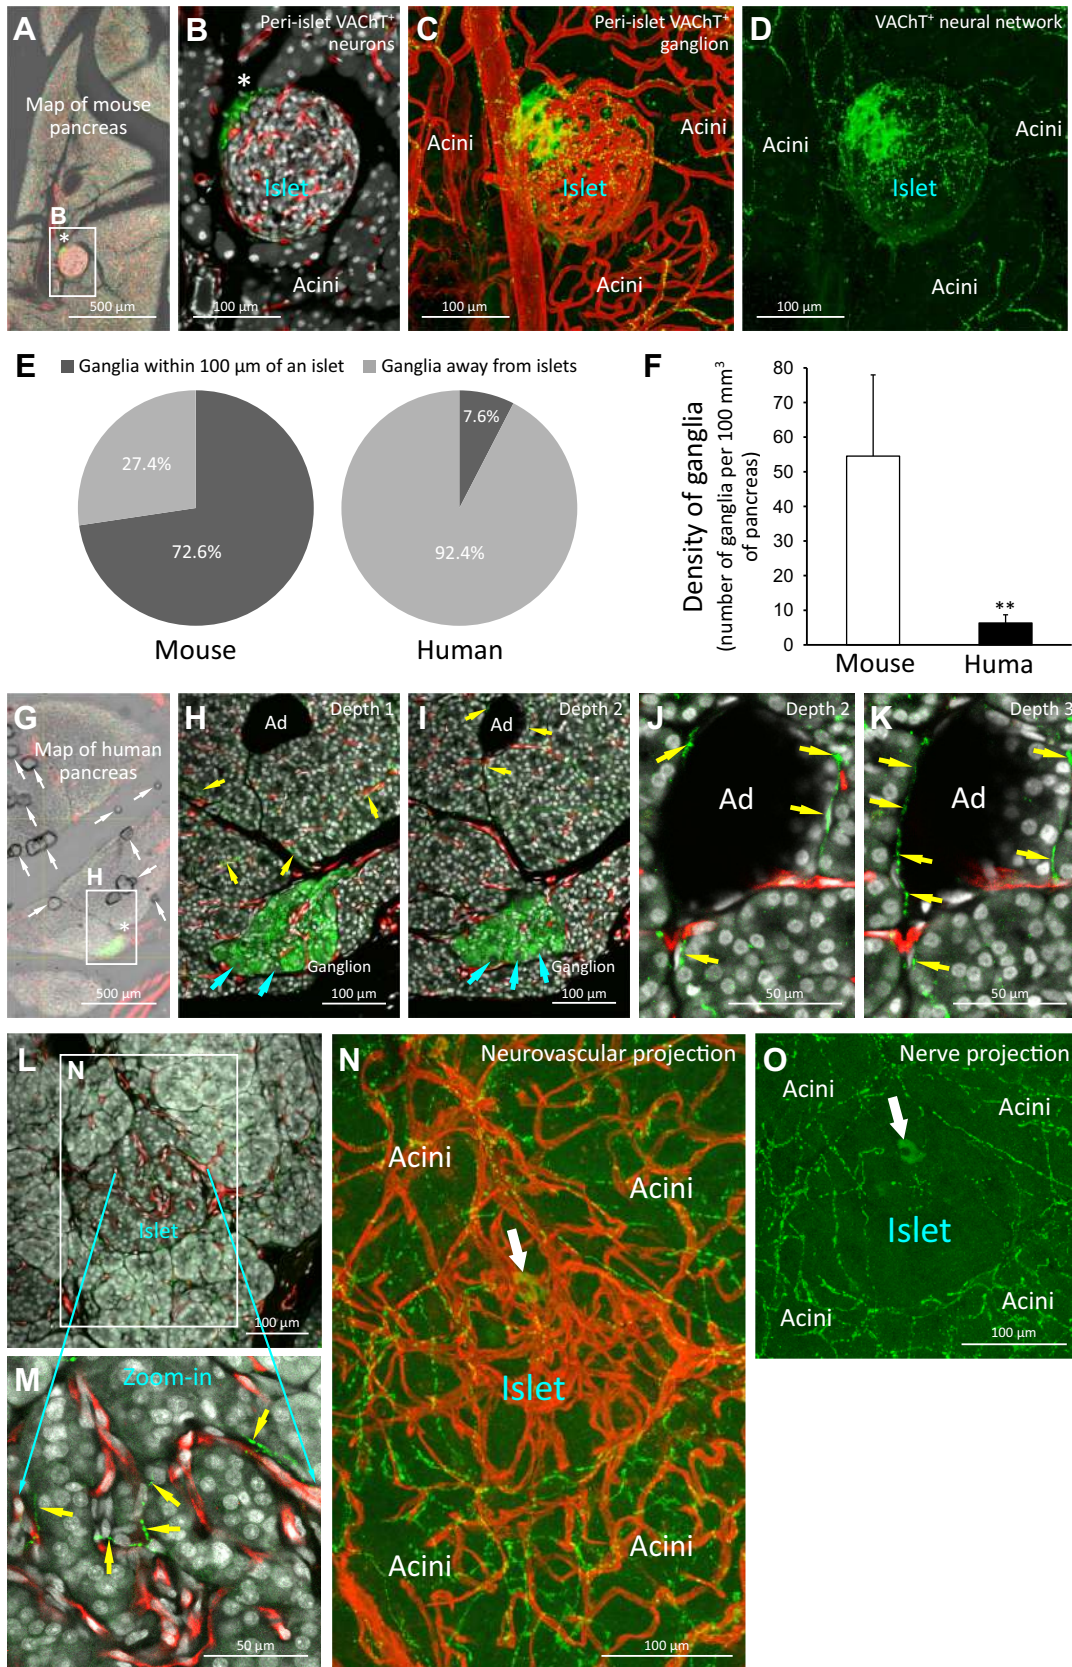 A
Map of mouse
pancreas
B
*
500 µm
B
Peri-islet VAChT⁺
neurons
*
Islet
Acini
100 µm
C
Peri-islet VAChT⁺
ganglion
Acini
Acini
Islet
Acini
100 µm
D
VAChT⁺ neural network
Acini
Acini
Islet
Acini
100 µm
E
Ganglia within 100 µm of an islet
Ganglia away from islets
27.4%
72.6%
Mouse
7.6%
92.4%
Human
F
Density of ganglia
(number of ganglia per 100 mm³
of pancreas)
80
70
60
50
40
30
20
10
0
**
Mouse
Huma
G
Map of human
pancreas
H
*
500 µm
H
Depth 1
Ad
Ganglion
100 µm
I
Depth 2
Ad
Ganglion
100 µm
J
Depth 2
Ad
50 µm
K
Depth 3
Ad
50 µm
L
N
Islet
100 µm
M
Zoom-in
50 µm
N
Neurovascular projection
Acini
Acini
Islet
Acini
Acini
100 µm
O
Nerve projection
Acini
Acini
Islet
Acini
Acini
100 µm